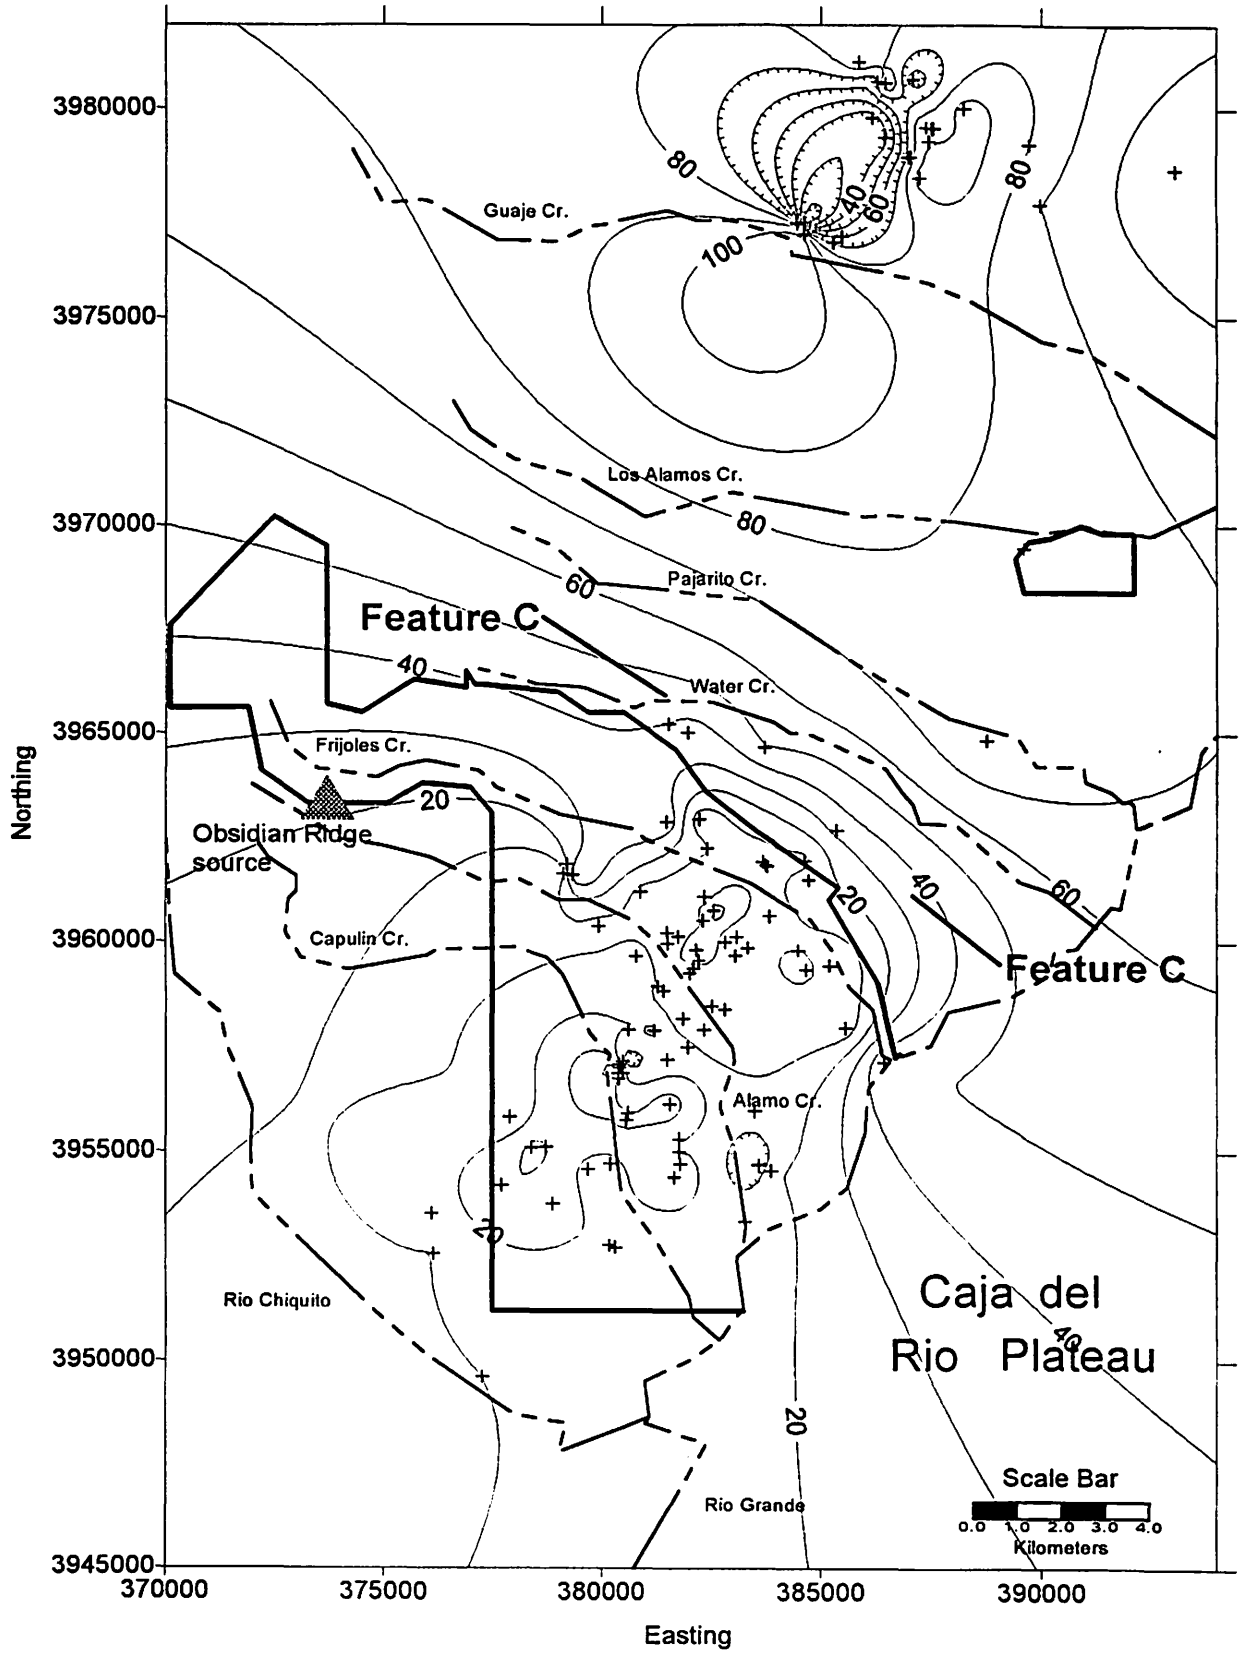 3980000
80
40
60
80
Guaje Cr.
100
3975000
Los Alamos Cr.
3970000
80
60
Pajarito Cr.
Feature C
40
Water Cr.
3965000
Frijoles Cr.
Northing
20
Obsidian Ridge
source
20
40
60
3960000
Capulin Cr.
Feature C
Alamo Cr.
3955000
20
Rio Chiquito
Caja del
40
Rio Plateau
3950000
20
Scale Bar
Rio Grande
0.0 1.0 2.0 3.0 4.0
Kilometers
3945000
370000 375000 380000 385000 390000
Easting